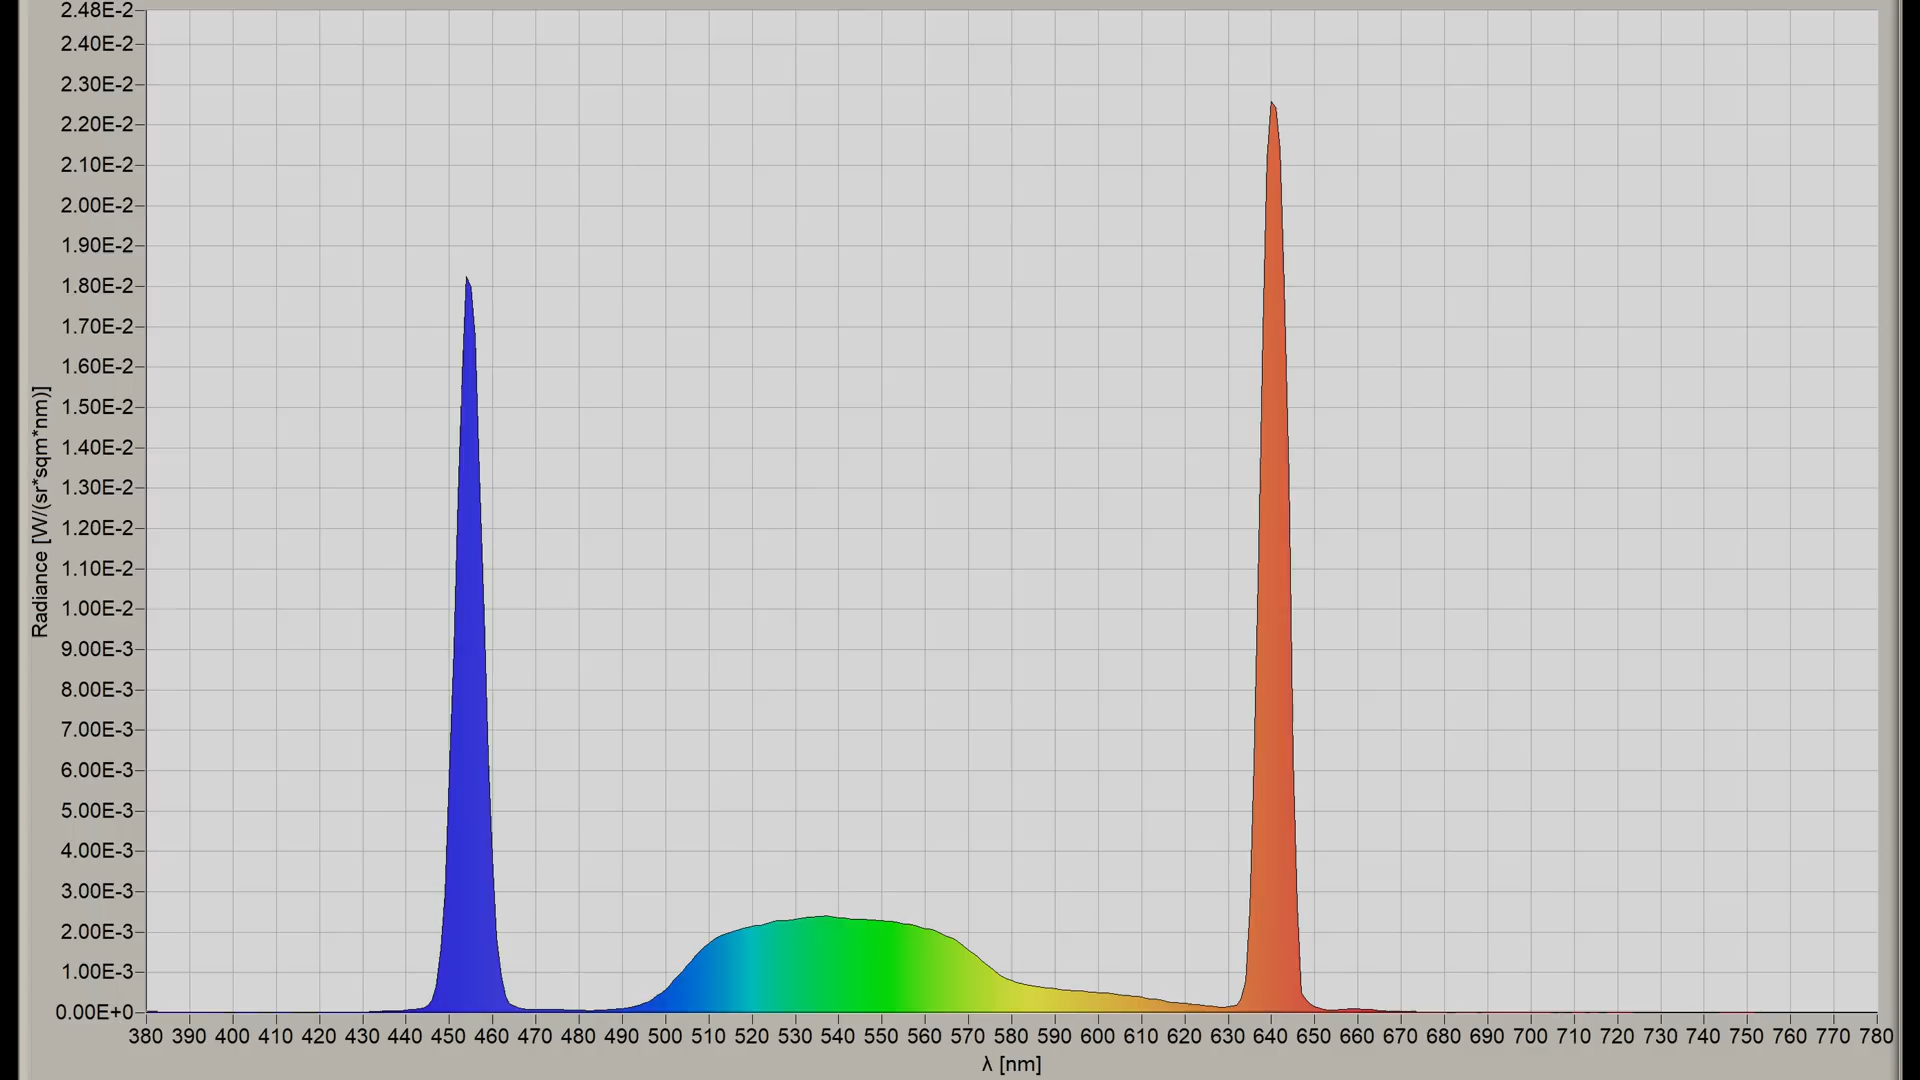 2.48E-2
2.40E-2
2.30E-2
2.20E-2
2.10E-2
2.00E-2
1.90E-2
1.80E-2
1.70E-2
1.60E-2
1.50E-2
1.40E-2
1.30E-2
1.20E-2
1.10E-2
1.00E-2
9.00E-3
8.00E-3
7.00E-3
6.00E-3
5.00E-3
4.00E-3
3.00E-3
2.00E-3
1.00E-3
0.00E+0
Radiance [W/(sr*sqm*nm)]
380 390 400 410 420 430 440 450 460 470 480 490 500 510 520 530 540 550 560 570 580 590 600 610 620 630 640 650 660 670 680 690 700 710 720 730 740 750 760 770 780
λ [nm]